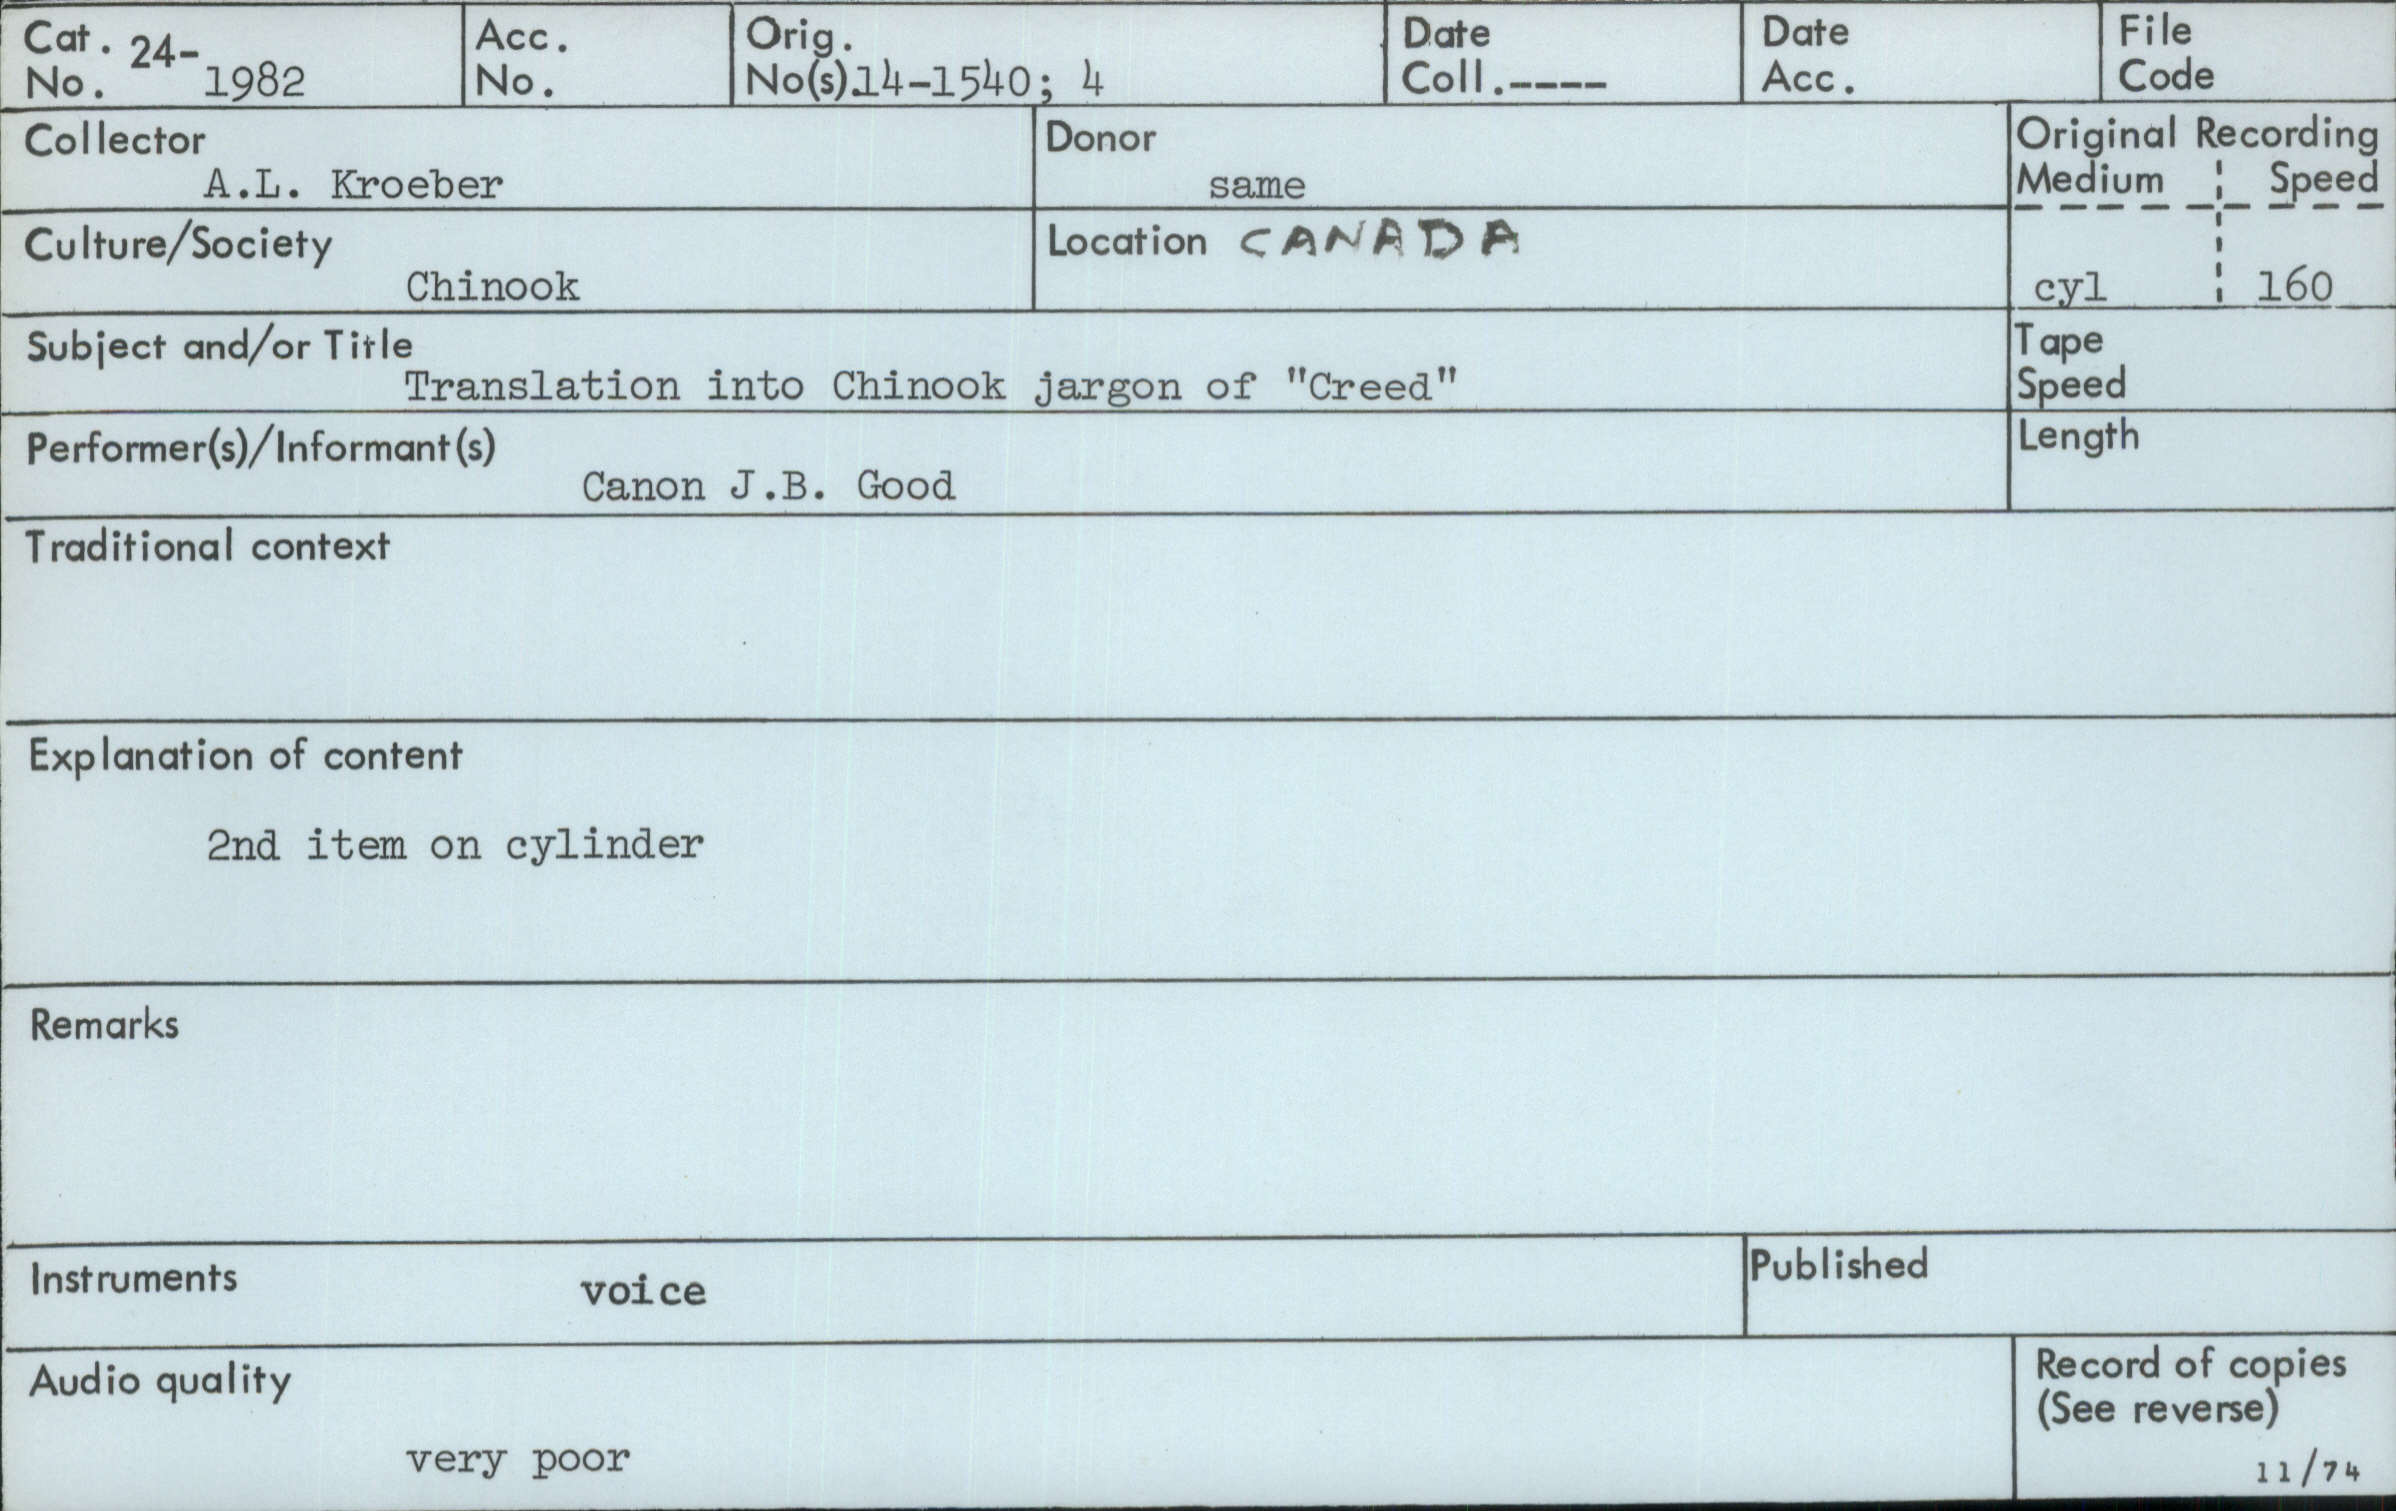 Cat. 24-
No. 1982
Acc.
No.
Orig.
No(s).14-1540; 4
Date
Coll.----
Date
Acc.
File
Code
Collector
A.L. Kroeber
Donor
same
Original Recording
Medium Speed
cyl 160
Culture/Society
Chinook
Location CANADA
Subject and/or Title
Translation into Chinook jargon of "Creed"
Tape
Speed
Performer(s)/Informant(s)
Canon J.B. Good
Length
Traditional context
Explanation of content
2nd item on cylinder
Remarks
Instruments voice
Published
Audio quality
very poor
Record of copies
(See reverse)
11/74